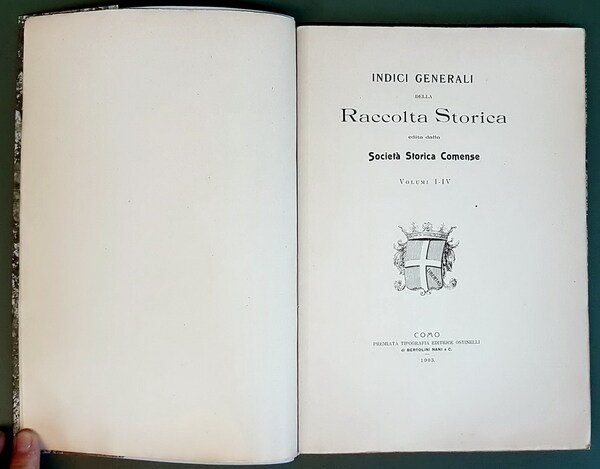 INDICI GENERALI
DELLA
Raccolta Storica
edita dalla
Società Storica Comense
VOLUMI I-IV
LIBERTAS
COMO
PREMIATA TIPOGRAFIA EDITRICE OSTINELLI
di BERTOLINI NANI e C.
1903.